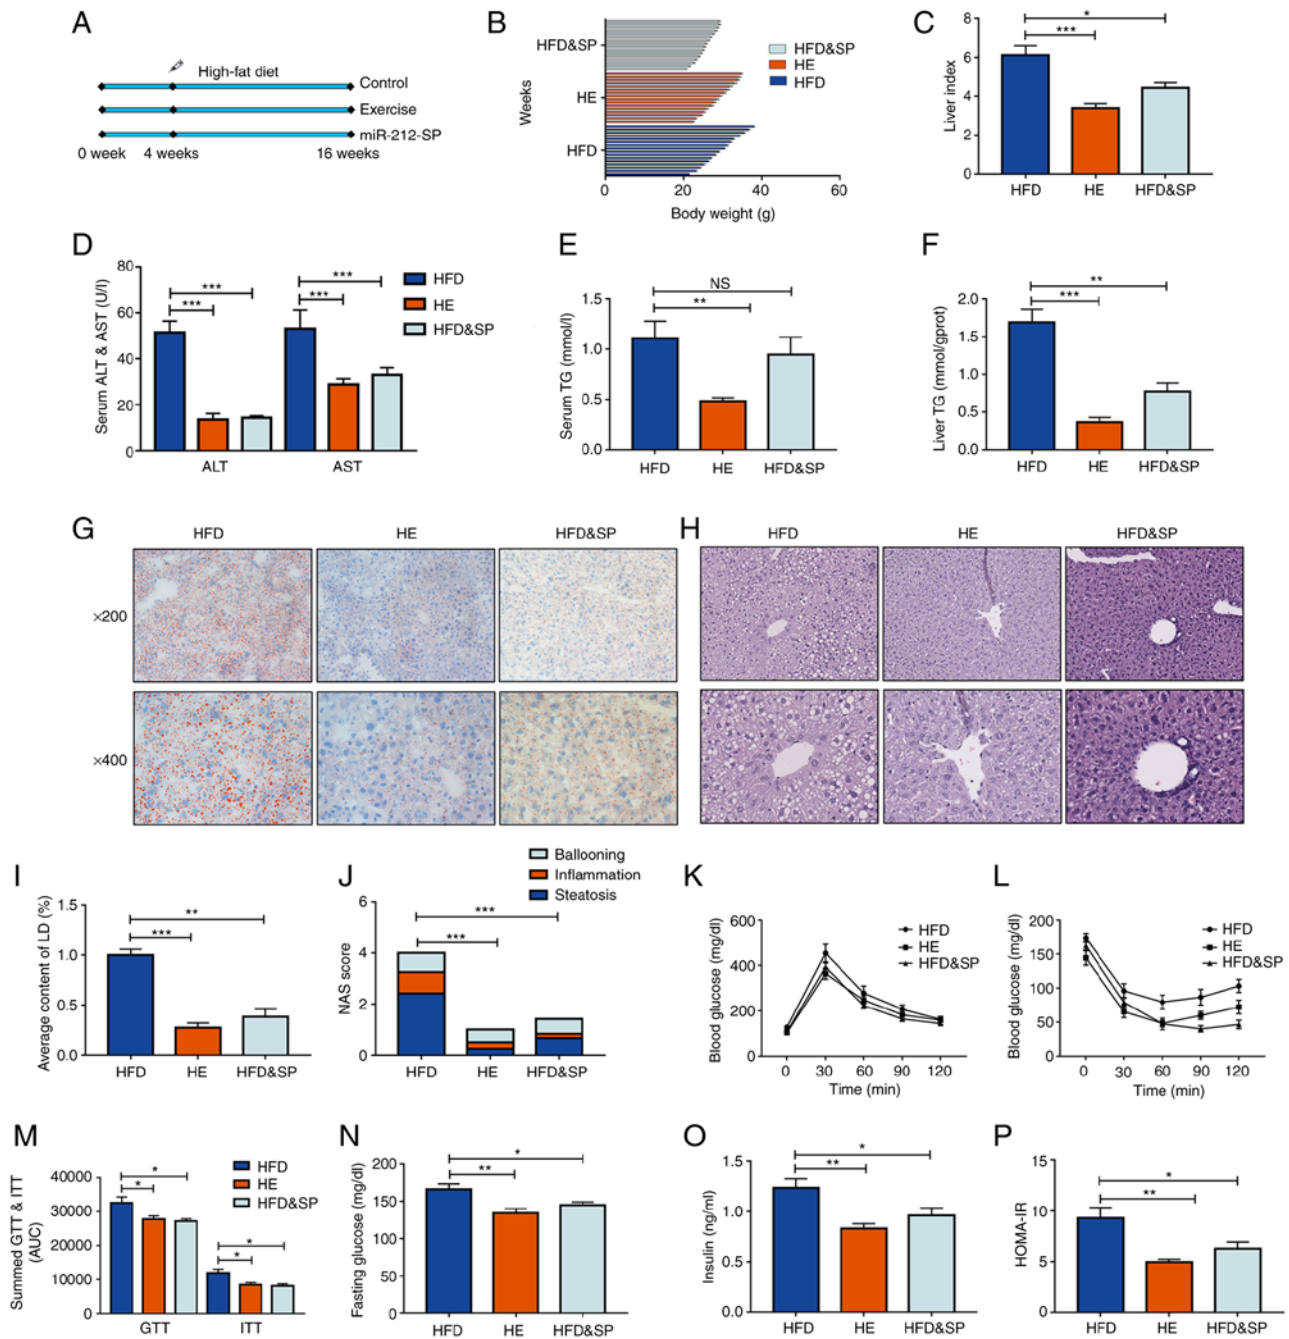 A
High-fat diet
Control
Exercise
miR-212-SP
0 week 4 weeks 16 weeks
B
Weeks
HFD&SP
HE
HFD
0 20 40 60
Body weight (g)
HFD&SP
HE
HFD
C
Liver index
8
6
4
2
0
*
***
HFD HE HFD&SP
D
Serum ALT & AST (U/l)
80
60
40
20
0
***
***
***
***
ALT AST
HFD
HE
HFD&SP
E
Serum TG (mmol/l)
1.5
1.0
0.5
0.0
NS
**
HFD HE HFD&SP
F
Liver TG (mmol/gprot)
2.0
1.5
1.0
0.5
0.0
**
***
HFD HE HFD&SP
G
HFD HE HFD&SP
×200
×400
H
HFD HE HFD&SP
I
Average content of LD (%)
1.5
1.0
0.5
0.0
**
***
HFD HE HFD&SP
J
Ballooning
Inflammation
Steatosis
NAS score
6
4
2
0
***
***
HFD HE HFD&SP
K
Blood glucose (mg/dl)
600
400
200
0
HFD
HE
HFD&SP
0 30 60 90 120
Time (min)
L
Blood glucose (mg/dl)
200
150
100
50
0
HFD
HE
HFD&SP
0 30 60 90 120
Time (min)
M
Summed GTT & ITT
(AUC)
40000
30000
20000
10000
0
*
*
*
*
GTT ITT
HFD
HE
HFD&SP
N
Fasting glucose (mg/dl)
200
150
100
50
0
*
**
HFD HE HFD&SP
O
Insulin (ng/ml)
1.5
1.0
0.5
0.0
*
**
HFD HE HFD&SP
P
HOMA-IR
15
10
5
0
*
**
HFD HE HFD&SP